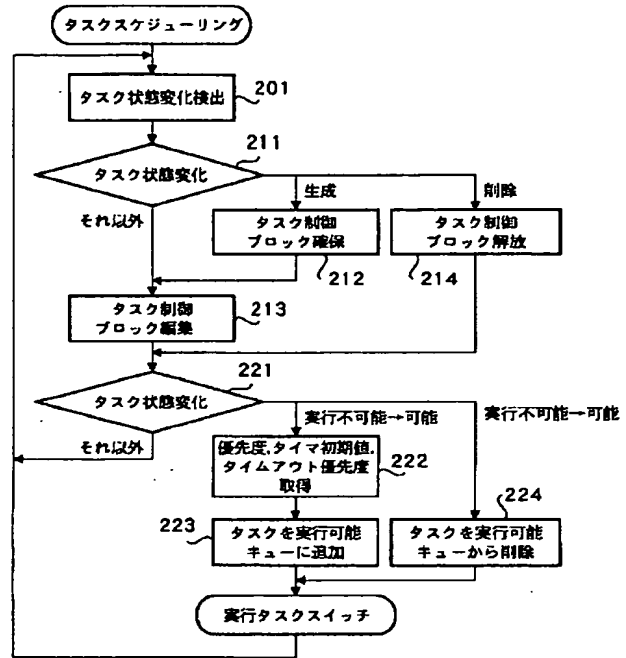 タスクスケジューリング
タスク状態変化検出
201
211
タスク状態変化
生成
削除
それ以外
タスク制御
ブロック確保
タスク制御
ブロック解放
212
214
タスク制御
ブロック編集
213
221
タスク状態変化
実行不可能→可能
実行不可能→可能
それ以外
優先度,タイマ初期値,
タイムアウト優先度
取得
222
223
224
タスクを実行可能
キューに追加
タスクを実行可能
キューから削除
実行タスクスイッチ